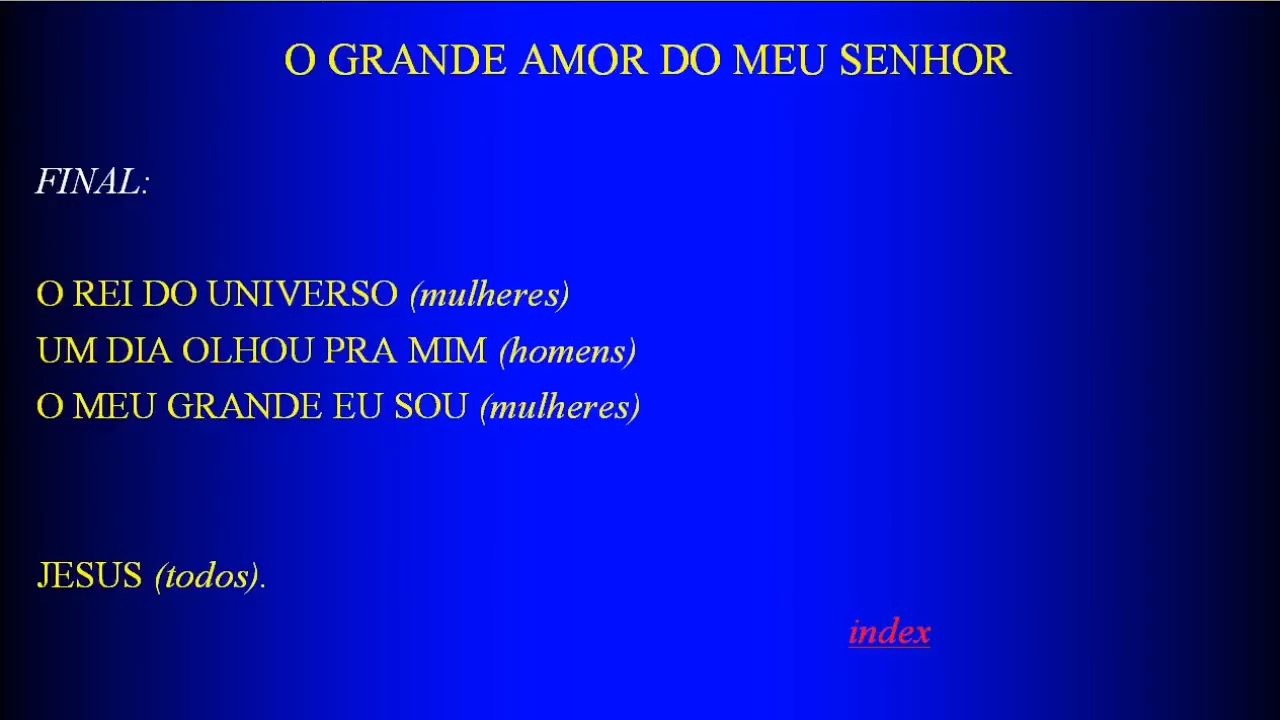 O GRANDE AMOR DO MEU SENHOR
FINAL:
O REI DO UNIVERSO (mulheres)
UM DIA OLHOU PRA MIM (homens)
O MEU GRANDE EU SOU (mulheres)
JESUS (todos).
index